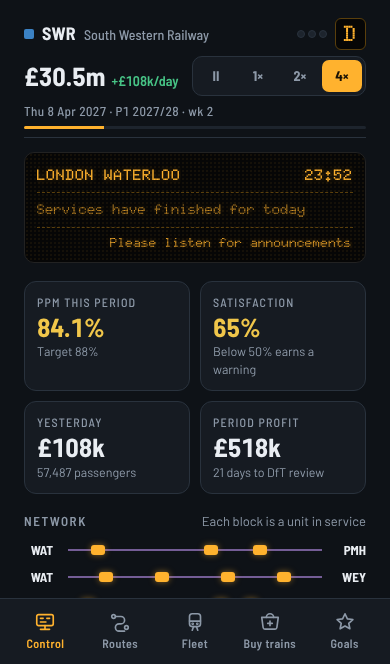 SWR South Western Railway D
£30.5m +£108k/day II 1× 2× 4×
Thu 8 Apr 2027 · P1 2027/28 · wk 2
LONDON WATERLOO 23:52
Services have finished for today
Please listen for announcements
PPM THIS PERIOD
84.1%
Target 88%
SATISFACTION
65%
Below 50% earns a
warning
YESTERDAY
£108k
57,487 passengers
PERIOD PROFIT
£518k
21 days to DfT review
NETWORK Each block is a unit in service
WAT PMH
WAT WEY
Control Routes Fleet Buy trains Goals